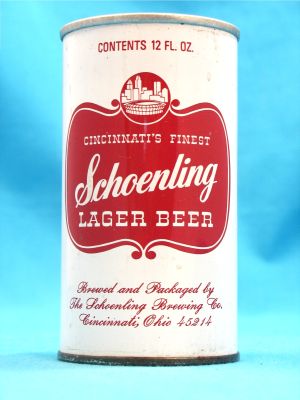 CONTENTS 12 FL. OZ.
CINCINNATI'S FINEST
Schoenling
LAGER BEER
Brewed and Packaged by
The Schoenling Brewing Co.
Cincinnati, Ohio 45214